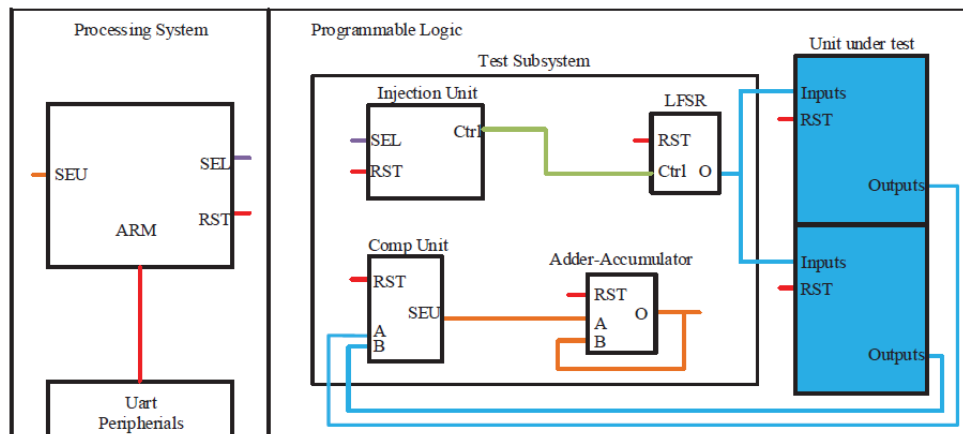 Processing System
SEU
SEL
RST
ARM
Uart
Peripherials
Programmable Logic
Test Subsystem
Injection Unit
SEL
RST
Ctrl
LFSR
RST
Ctrl O
Comp Unit
RST
SEU
A
B
Adder-Accumulator
RST
A O
B
Unit under test
Inputs
RST
Outputs
Inputs
RST
Outputs